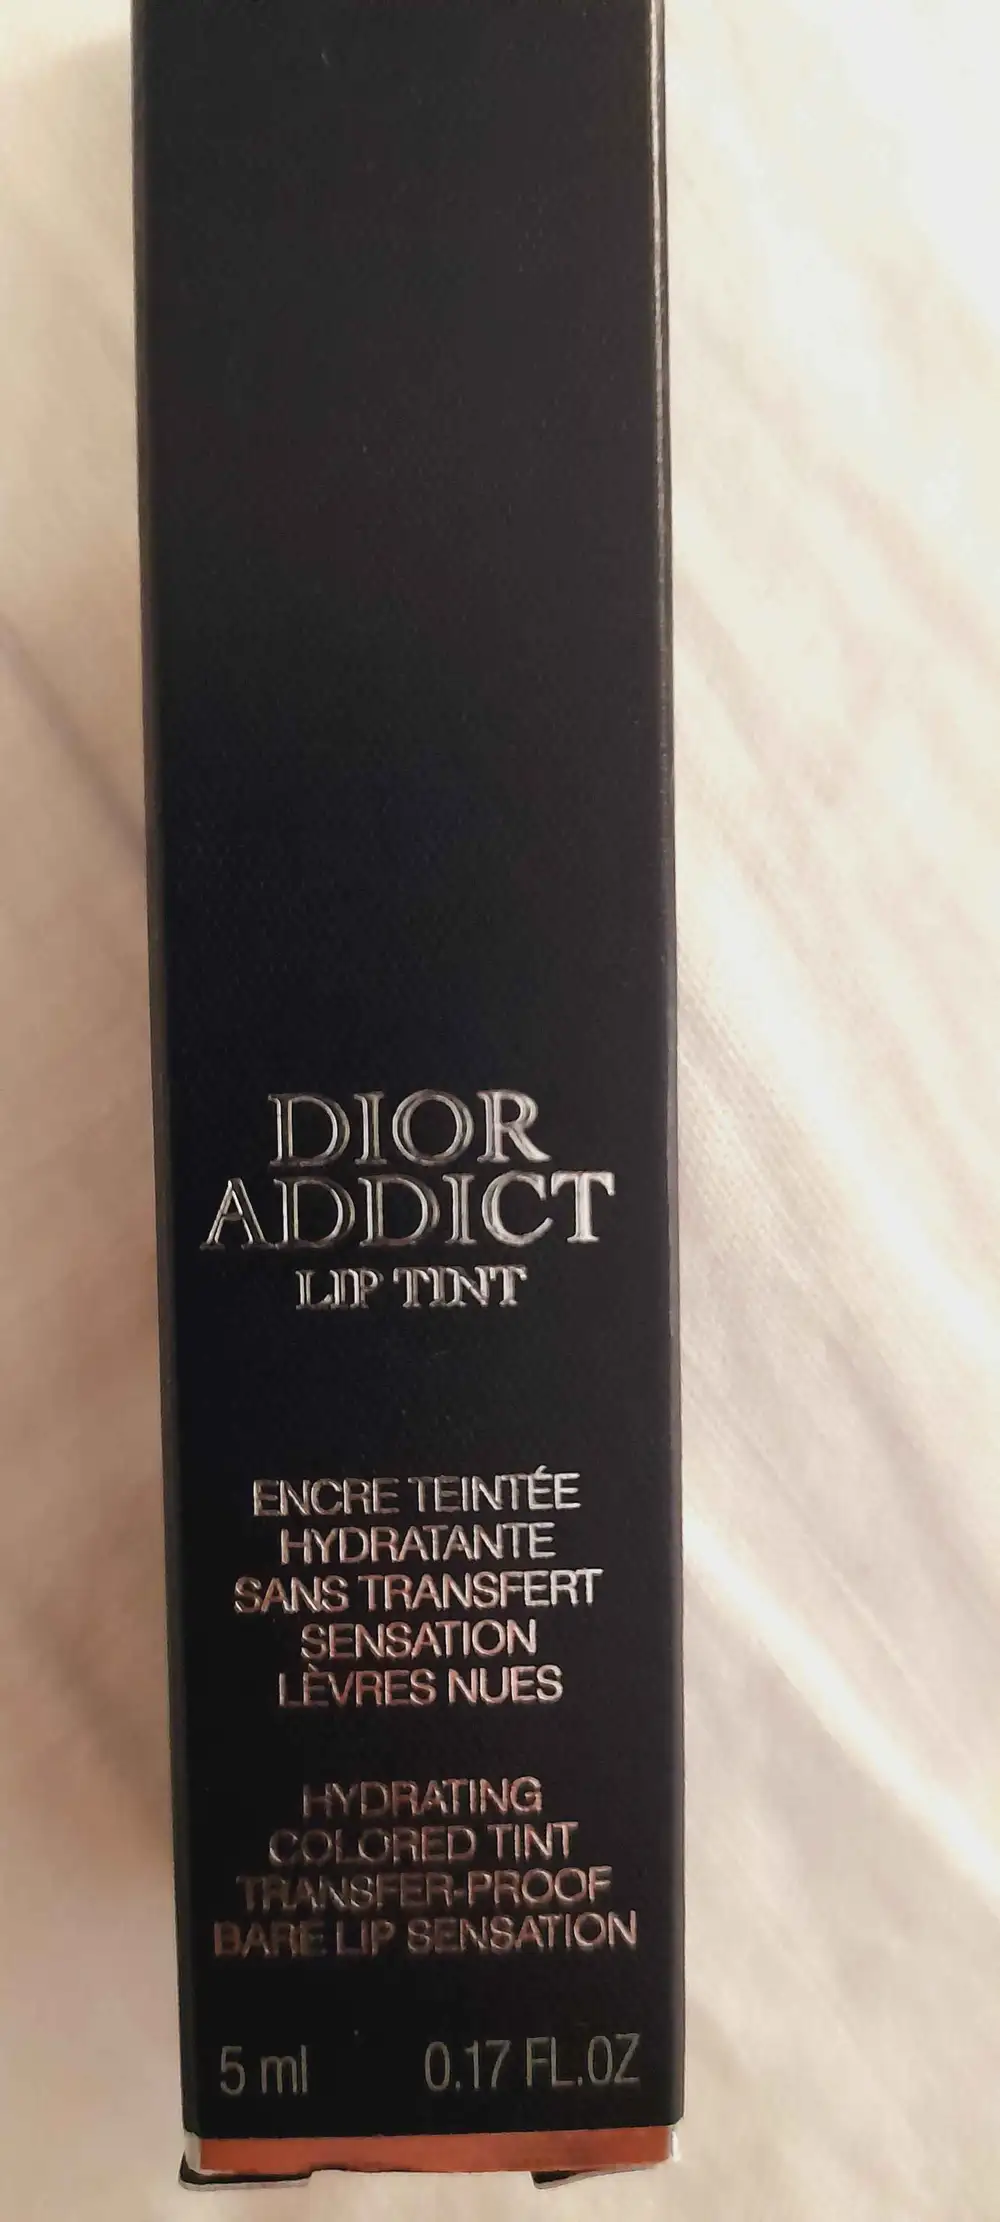 DIOR
ADDICT
LIP TINT
ENCRE TEINTÉE
HYDRATANTE
SANS TRANSFERT
SENSATION
LÈVRES NUES
HYDRATING
COLORED TINT
TRANSFER-PROOF
BARE LIP SENSATION
5 ml 0.17 FL.OZ